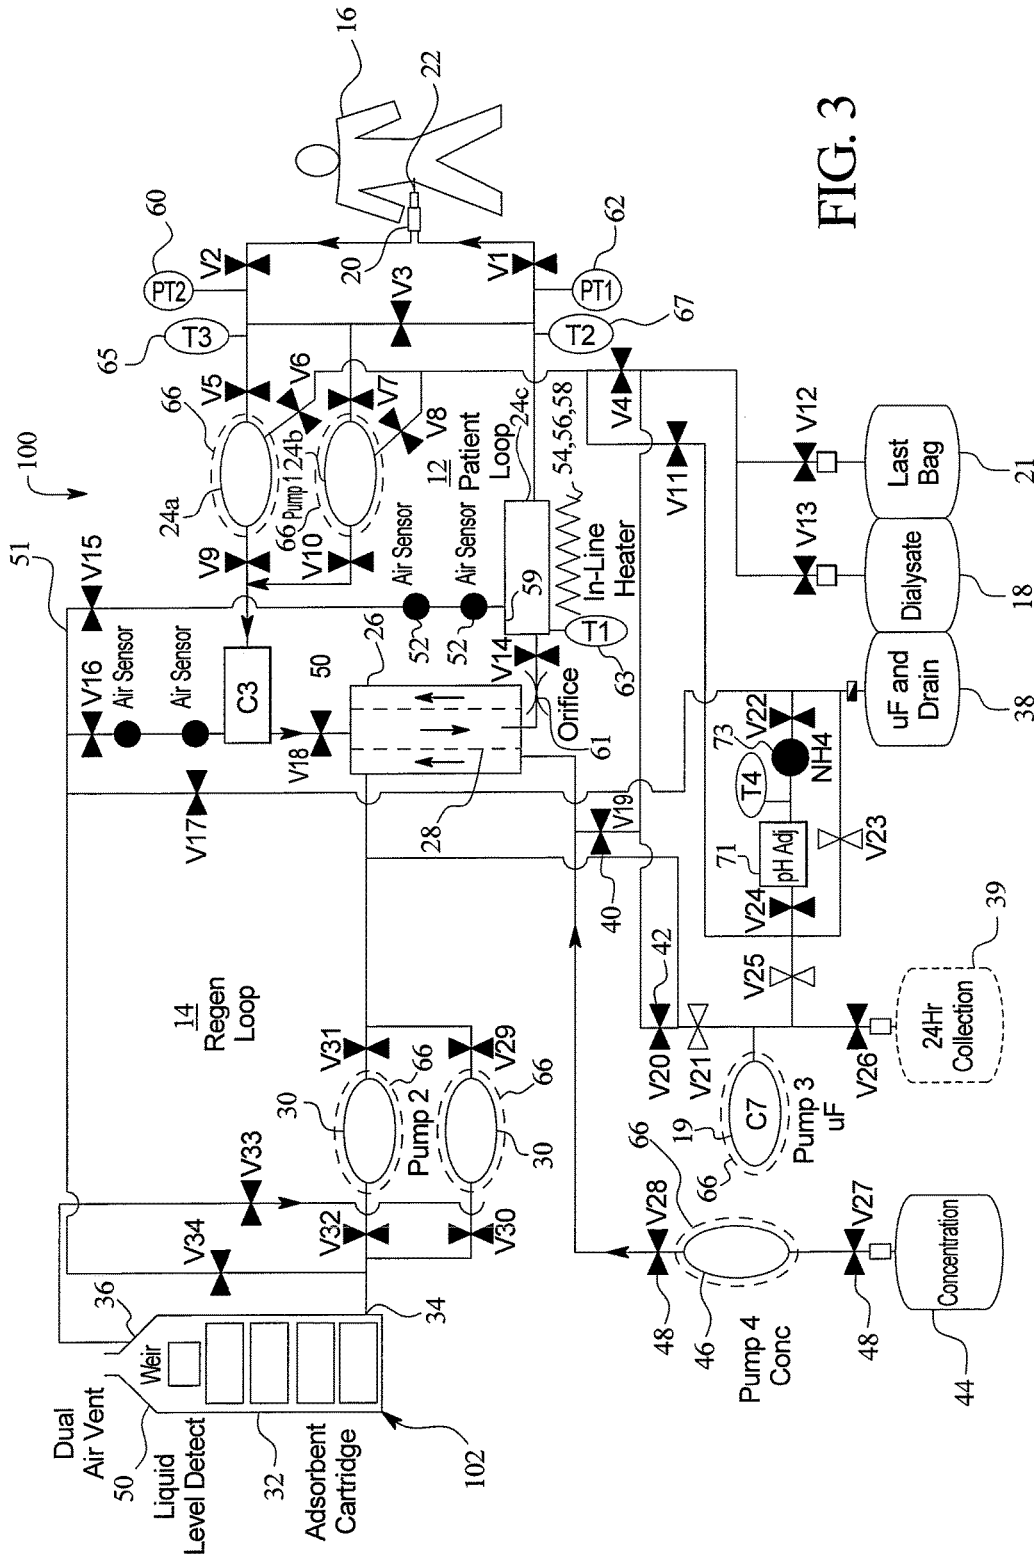 100
51
V15
V16
Air Sensor
Air Sensor
V17
C3
V18
50
V9
24a
66
V5
65
T3
PT2
60
V2
16
20
22
V6
Pump 1
24b
66
V10
V7
V8
V3
V1
PT1
62
T2
67
12
Patient
Loop
Air Sensor
Air Sensor
52
52
59
24c
26
28
V14
Orifice
61
T1
63
In-Line
Heater
54,56,58
V4
V11
V12
V13
Last
Bag
21
Dialysate
18
uF and
Drain
38
V22
73
NH4
T4
71
pH Adj
V23
V24
V25
V19
40
42
V20
V21
C7
19
66
Pump 3
uF
V26
24Hr
Collection
39
14
Regen
Loop
V31
V29
30
66
Pump 2
66
30
V32
V30
V33
V34
36
34
Dual
Air Vent
50
Weir
Liquid
Level Detect
32
Adsorbent
Cartridge
102
V28
48
66
46
Pump 4
Conc
V27
48
Concentration
44
FIG. 3